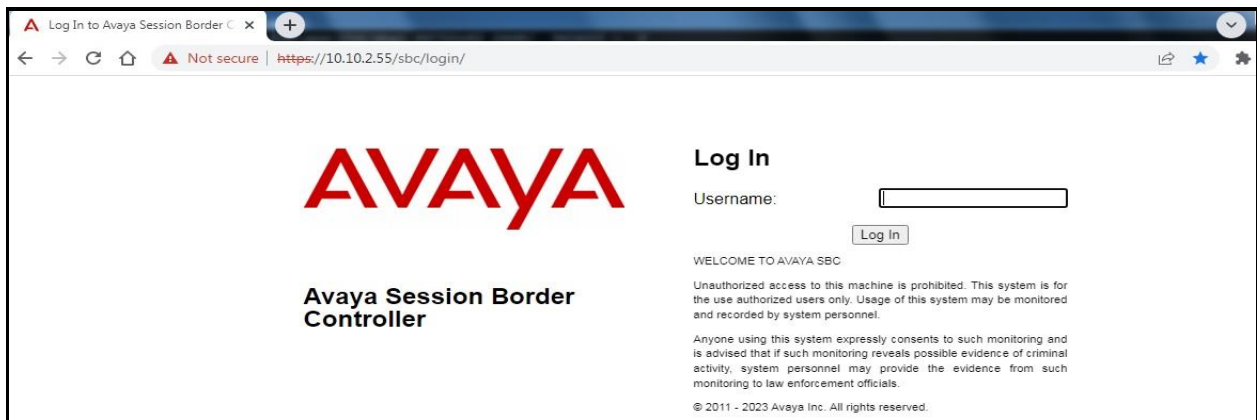 Log In to Avaya Session Border C
Not secure | https://10.10.2.55/sbc/login/
AVAYA
Avaya Session Border
Controller
Log In
Username:
Log In
WELCOME TO AVAYA SBC
Unauthorized access to this machine is prohibited. This system is for
the use authorized users only. Usage of this system may be monitored
and recorded by system personnel.
Anyone using this system expressly consents to such monitoring and
is advised that if such monitoring reveals possible evidence of criminal
activity, system personnel may provide the evidence from such
monitoring to law enforcement officials.
© 2011 - 2023 Avaya Inc. All rights reserved.